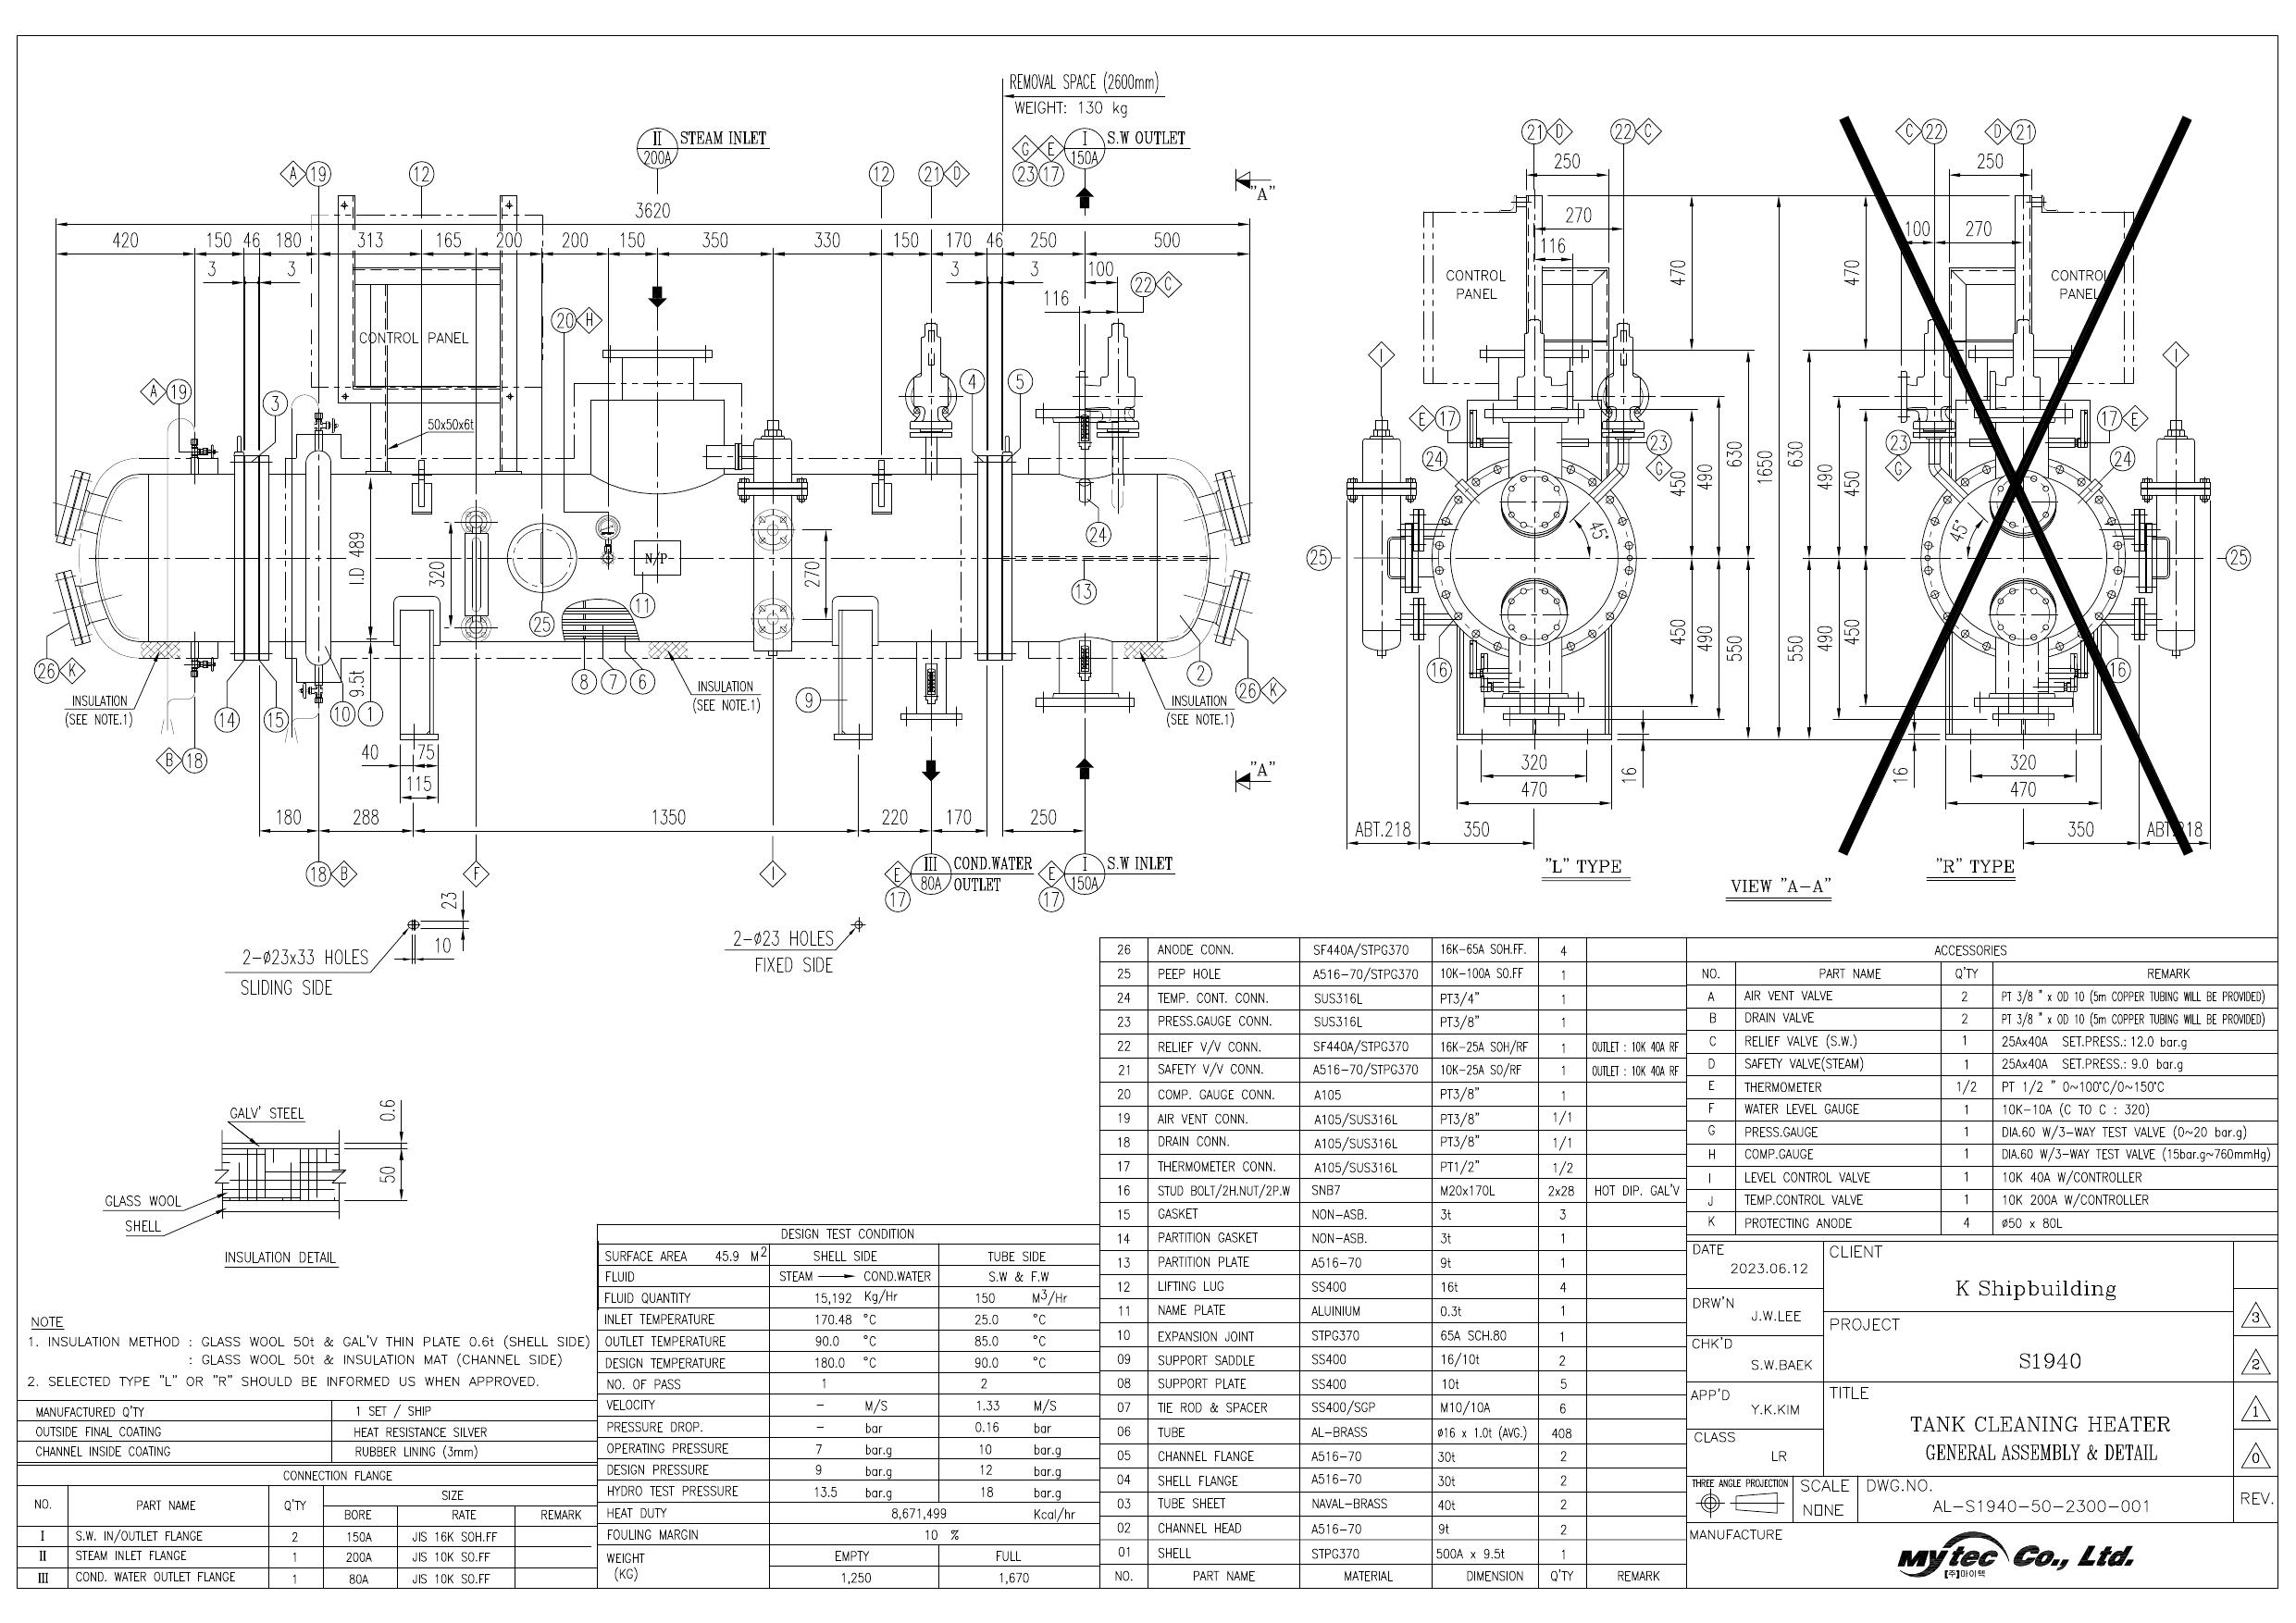 REMOVAL SPACE (2600mm)
WEIGHT: 130 kg
II STEAM INLET
200A
G E I S.W OUTLET
23 17 150A
"A"
A 19
12
12
21 D
3620
420 150 46 180 313 165 200 200 150 350 330 150 170 46 250 500
3 3 3 3 100
116
22 C
20 H
CONTROL PANEL
A 19
3
4
5
50x50x6t
24
I.D 489
320
N/P
270
13
25
11
26 K
8 7 6
9
2
26 K
INSULATION
(SEE NOTE.1)
INSULATION
(SEE NOTE.1)
INSULATION
(SEE NOTE.1)
14
15
10
1
9.5t
B 18
40 75
115
"A"
180 288 1350 220 170 250
18 B
F
I
E III COND.WATER
17 80A OUTLET
E I S.W INLET
17 150A
23
10
2-ø23x33 HOLES
SLIDING SIDE
2-ø23 HOLES
FIXED SIDE
21 D
22 C
250
270
116
CONTROL
PANEL
470
I
E 17
23
G
24
450
490
630
1650
45°
25
16
450
490
550
320
470
16
ABT.218 350
"L" TYPE
C 22
D 21
250
100 270
CONTROL
PANEL
470
I
17 E
23
G
24
630
490
450
45°
25
16
550
490
450
320
470
16
350 ABT.218
"R" TYPE
VIEW "A-A"
GALV' STEEL
0.6
50
GLASS WOOL
SHELL
INSULATION DETAIL
NOTE
1. INSULATION METHOD : GLASS WOOL 50t & GAL'V THIN PLATE 0.6t (SHELL SIDE)
: GLASS WOOL 50t & INSULATION MAT (CHANNEL SIDE)
2. SELECTED TYPE "L" OR "R" SHOULD BE INFORMED US WHEN APPROVED.
MANUFACTURED Q'TY 1 SET / SHIP
OUTSIDE FINAL COATING HEAT RESISTANCE SILVER
CHANNEL INSIDE COATING RUBBER LINING (3mm)
CONNECTION FLANGE
NO. PART NAME Q'TY SIZE
BORE RATE REMARK
I S.W. IN/OUTLET FLANGE 2 150A JIS 16K SOH.FF
II STEAM INLET FLANGE 1 200A JIS 10K SO.FF
III COND. WATER OUTLET FLANGE 1 80A JIS 10K SO.FF
DESIGN TEST CONDITION
SURFACE AREA 45.9 M2 SHELL SIDE TUBE SIDE
FLUID STEAM → COND.WATER S.W & F.W
FLUID QUANTITY 15,192 Kg/Hr 150 M3/Hr
INLET TEMPERATURE 170.48 °C 25.0 °C
OUTLET TEMPERATURE 90.0 °C 85.0 °C
DESIGN TEMPERATURE 180.0 °C 90.0 °C
NO. OF PASS 1 2
VELOCITY - M/S 1.33 M/S
PRESSURE DROP. - bar 0.16 bar
OPERATING PRESSURE 7 bar.g 10 bar.g
DESIGN PRESSURE 9 bar.g 12 bar.g
HYDRO TEST PRESSURE 13.5 bar.g 18 bar.g
HEAT DUTY 8,671,499 Kcal/hr
FOULING MARGIN 10 %
WEIGHT (KG) EMPTY FULL
1,250 1,670
26 ANODE CONN. SF440A/STPG370 16K-65A SOH.FF. 4
25 PEEP HOLE A516-70/STPG370 10K-100A SO.FF 1
24 TEMP. CONT. CONN. SUS316L PT3/4" 1
23 PRESS.GAUGE CONN. SUS316L PT3/8" 1
22 RELIEF V/V CONN. SF440A/STPG370 16K-25A SOH/RF 1 OUTLET : 10K 40A RF
21 SAFETY V/V CONN. A516-70/STPG370 10K-25A SO/RF 1 OUTLET : 10K 40A RF
20 COMP. GAUGE CONN. A105 PT3/8" 1
19 AIR VENT CONN. A105/SUS316L PT3/8" 1/1
18 DRAIN CONN. A105/SUS316L PT3/8" 1/1
17 THERMOMETER CONN. A105/SUS316L PT1/2" 1/2
16 STUD BOLT/2H.NUT/2P.W SNB7 M20x170L 2x28 HOT DIP. GAL'V
15 GASKET NON-ASB. 3t 3
14 PARTITION GASKET NON-ASB. 3t 1
13 PARTITION PLATE A516-70 9t 1
12 LIFTING LUG SS400 16t 4
11 NAME PLATE ALUINIUM 0.3t 1
10 EXPANSION JOINT STPG370 65A SCH.80 1
09 SUPPORT SADDLE SS400 16/10t 2
08 SUPPORT PLATE SS400 10t 5
07 TIE ROD & SPACER SS400/SGP M10/10A 6
06 TUBE AL-BRASS ø16 x 1.0t (AVG.) 408
05 CHANNEL FLANGE A516-70 30t 2
04 SHELL FLANGE A516-70 30t 2
03 TUBE SHEET NAVAL-BRASS 40t 2
02 CHANNEL HEAD A516-70 9t 2
01 SHELL STPG370 500A x 9.5t 1
NO. PART NAME MATERIAL DIMENSION Q'TY REMARK
ACCESSORIES
NO. PART NAME Q'TY REMARK
A AIR VENT VALVE 2 PT 3/8 " x OD 10 (5m COPPER TUBING WILL BE PROVIDED)
B DRAIN VALVE 2 PT 3/8 " x OD 10 (5m COPPER TUBING WILL BE PROVIDED)
C RELIEF VALVE (S.W.) 1 25Ax40A SET.PRESS.: 12.0 bar.g
D SAFETY VALVE(STEAM) 1 25Ax40A SET.PRESS.: 9.0 bar.g
E THERMOMETER 1/2 PT 1/2 " 0~100°C/0~150°C
F WATER LEVEL GAUGE 1 10K-10A (C TO C : 320)
G PRESS.GAUGE 1 DIA.60 W/3-WAY TEST VALVE (0~20 bar.g)
H COMP.GAUGE 1 DIA.60 W/3-WAY TEST VALVE (15bar.g~760mmHg)
I LEVEL CONTROL VALVE 1 10K 40A W/CONTROLLER
J TEMP.CONTROL VALVE 1 10K 200A W/CONTROLLER
K PROTECTING ANODE 4 ø50 x 80L
DATE
2023.06.12
DRW'N
J.W.LEE
CHK'D
S.W.BAEK
APP'D
Y.K.KIM
CLASS
LR
CLIENT
K Shipbuilding
PROJECT
S1940
TITLE
TANK CLEANING HEATER
GENERAL ASSEMBLY & DETAIL
3
2
1
0
REV.
THREE ANGLE PROJECTION
SCALE
NONE
DWG.NO.
AL-S1940-50-2300-001
MANUFACTURE
Mytec Co., Ltd.
[주]마이텍